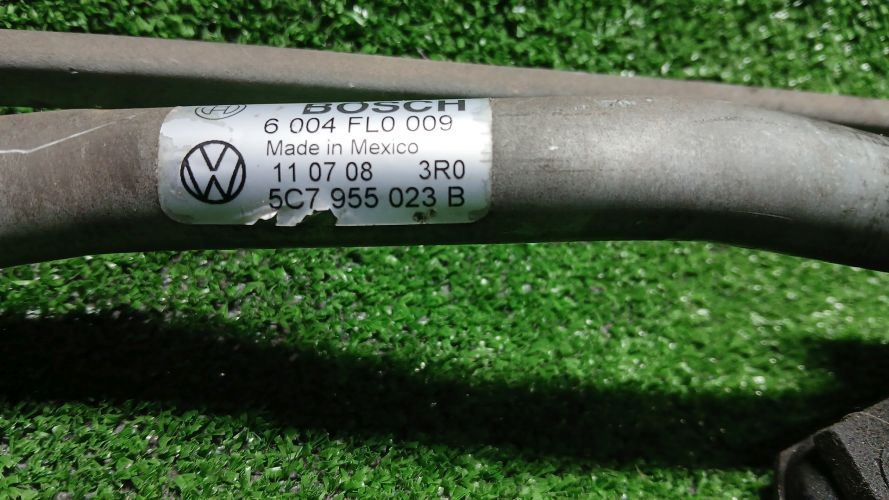 BOSCH
6 004 FL0 009
Made in Mexico
11 07 08 3R0
5C7 955 023 B